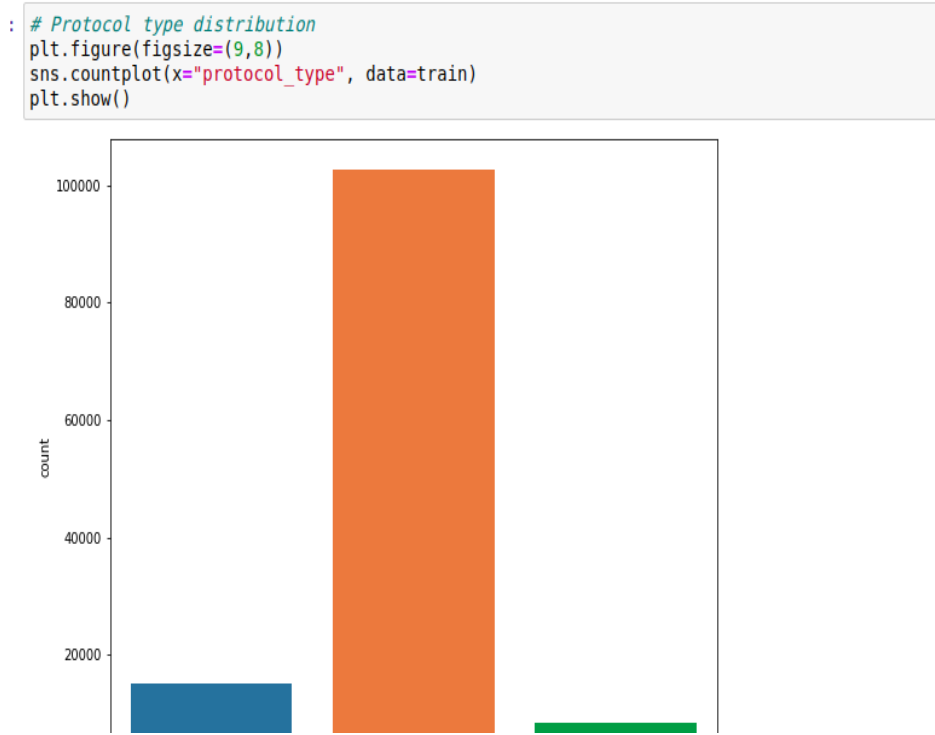 : # Protocol type distribution
plt.figure(figsize=(9,8))
sns.countplot(x="protocol_type", data=train)
plt.show()
100000
80000
60000
count
40000
20000